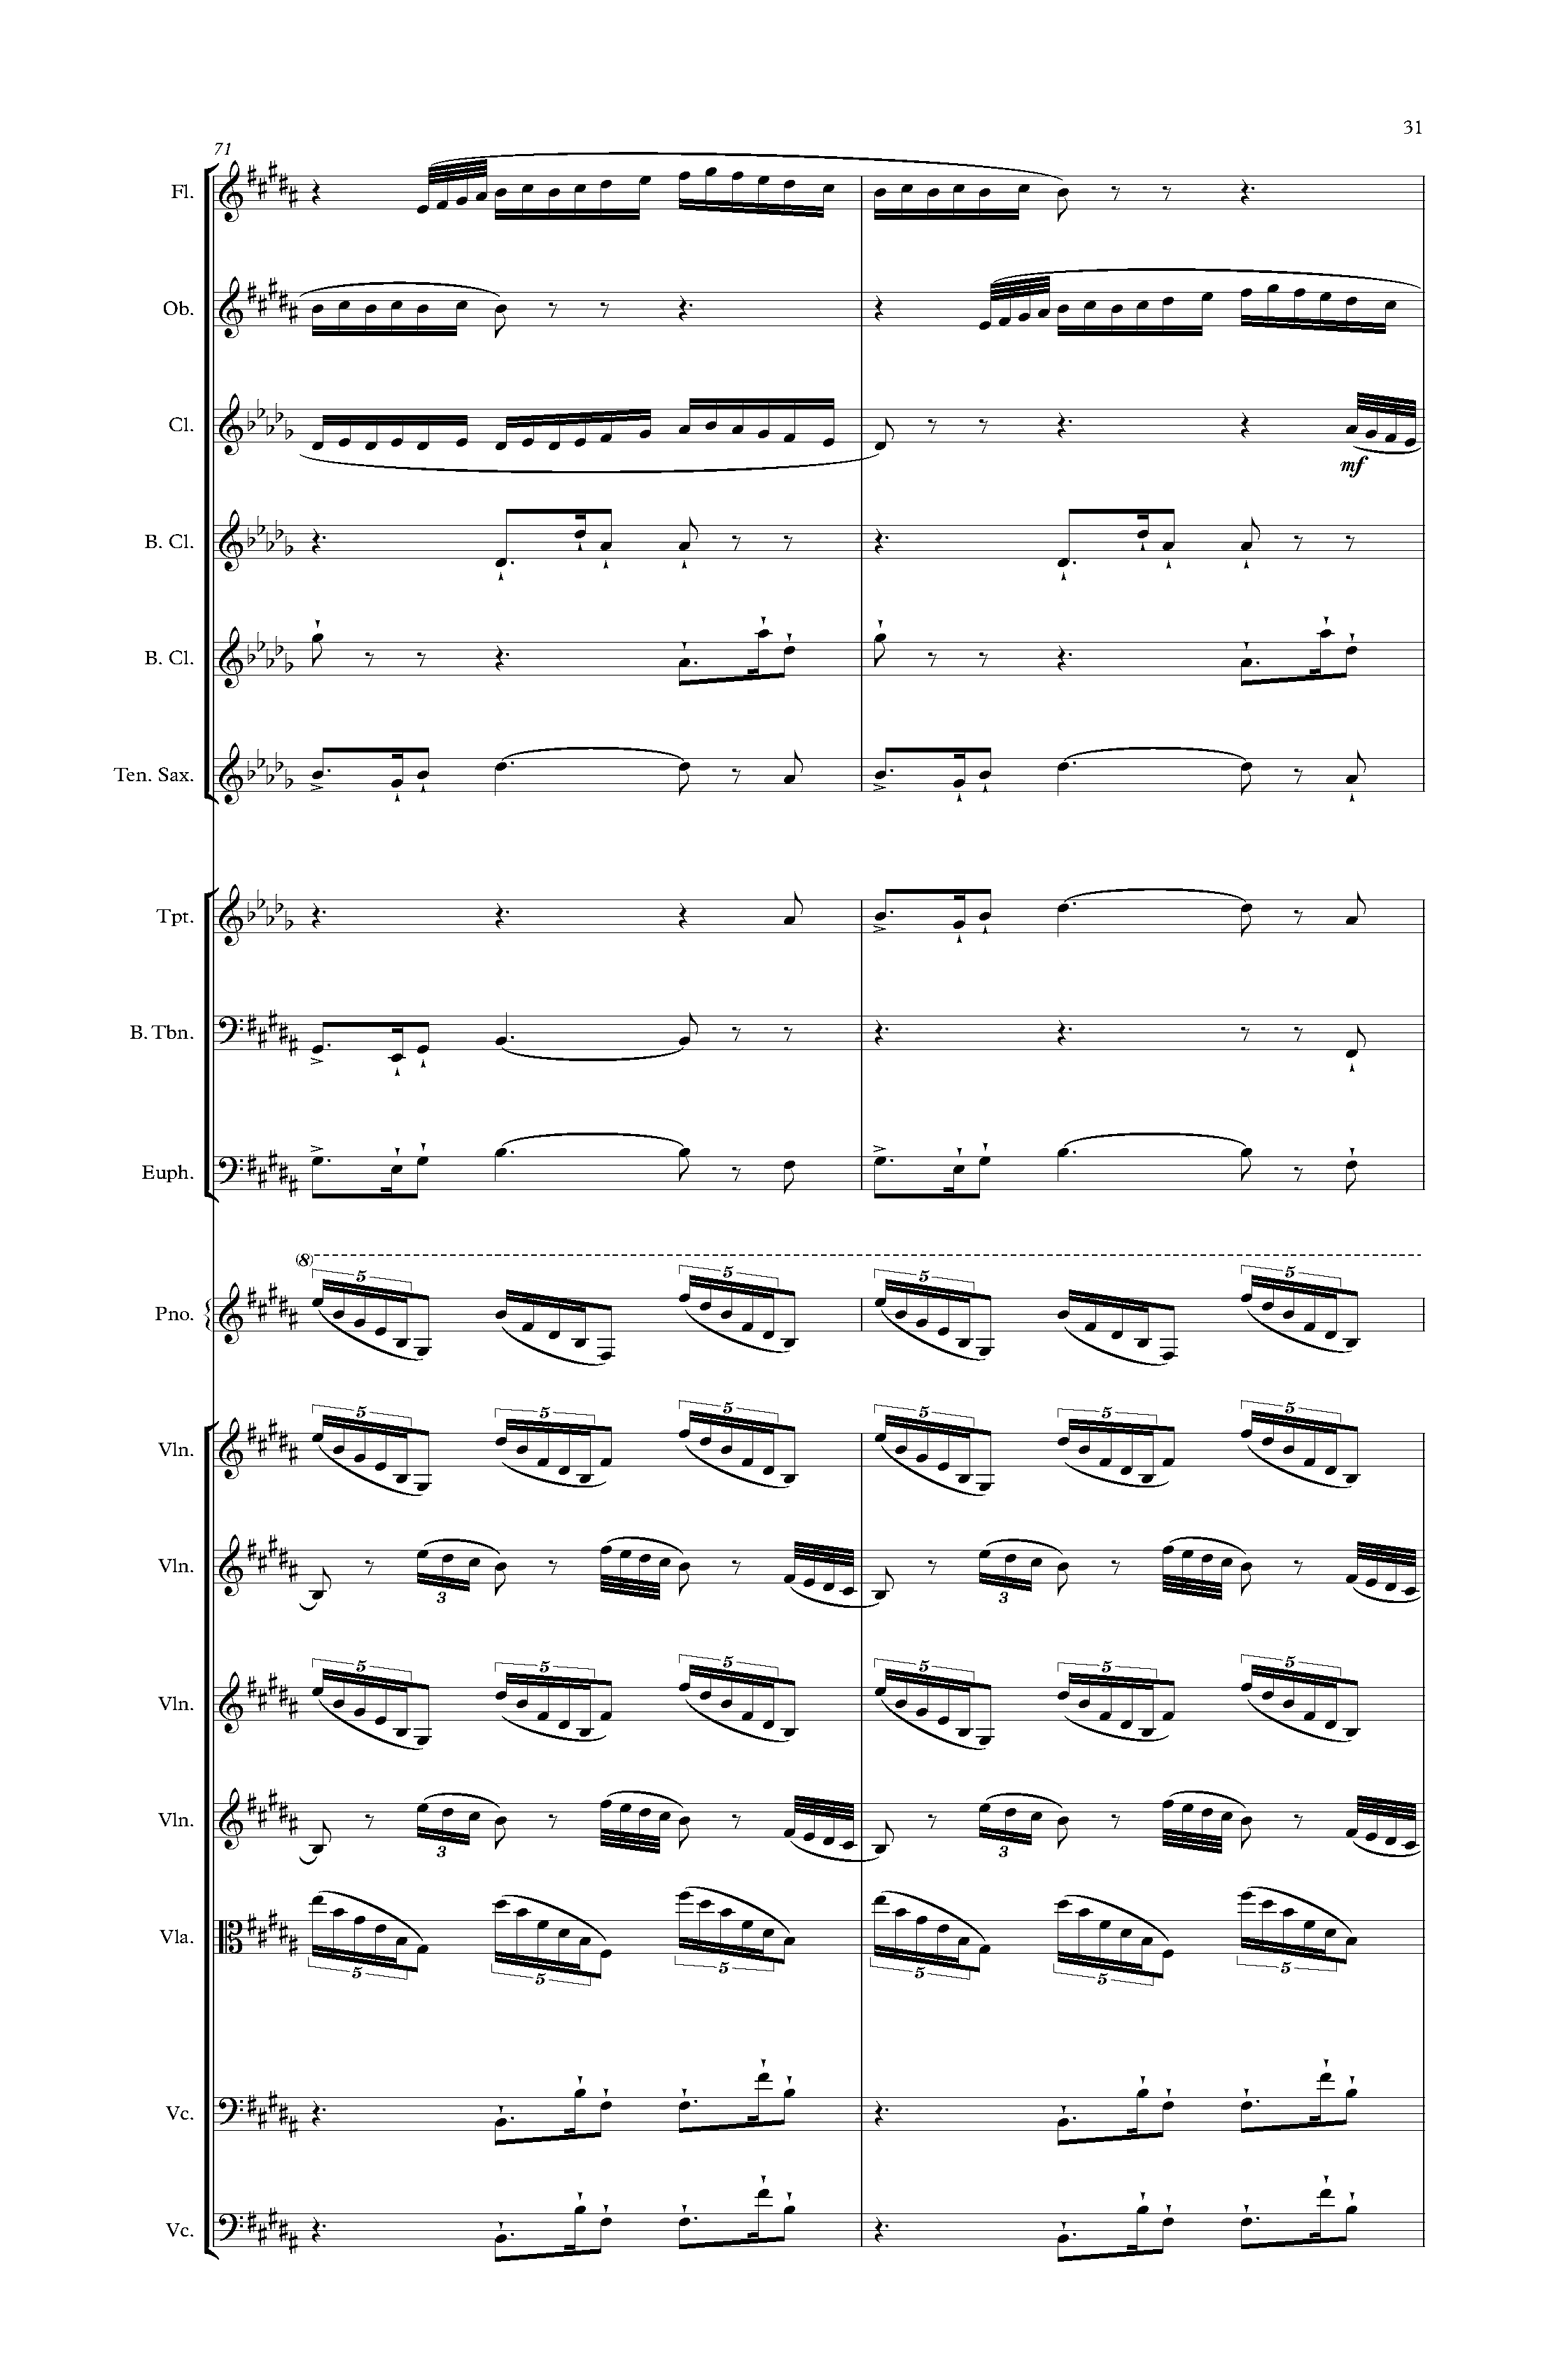 31
71
Fl.
Ob.
Cl.
mf
B. Cl.
B. Cl.
Ten. Sax.
Tpt.
B. Tbn.
Euph.
(8)
5 5 5 5
Pno.
5 5 5 5 5 5
Vln.
Vln.
3 3
5 5 5 5 5 5
Vln.
Vln.
3 3
Vla.
5 5 5 5 5 5
Vc.
Vc.